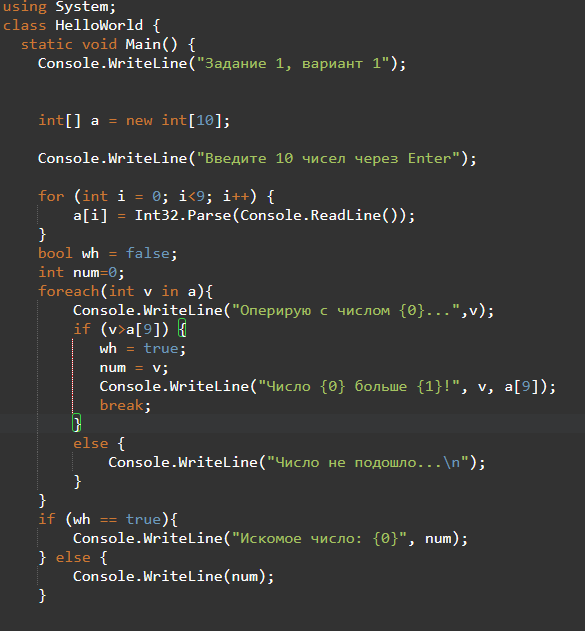 using System;
class HelloWorld {
static void Main() {
Console.WriteLine("Задание 1, вариант 1");
int[] a = new int[10];
Console.WriteLine("Введите 10 чисел через Enter");
for (int i = 0; i<9; i++) {
a[i] = Int32.Parse(Console.ReadLine());
}
bool wh = false;
int num=0;
foreach(int v in a){
Console.WriteLine("Оперирую с числом {0}...",v);
if (v>a[9]) {
wh = true;
num = v;
Console.WriteLine("Число {0} больше {1}!", v, a[9]);
break;
}
else {
Console.WriteLine("Число не подошло...\n");
}
}
if (wh == true){
Console.WriteLine("Искомое число: {0}", num);
} else {
Console.WriteLine(num);
}